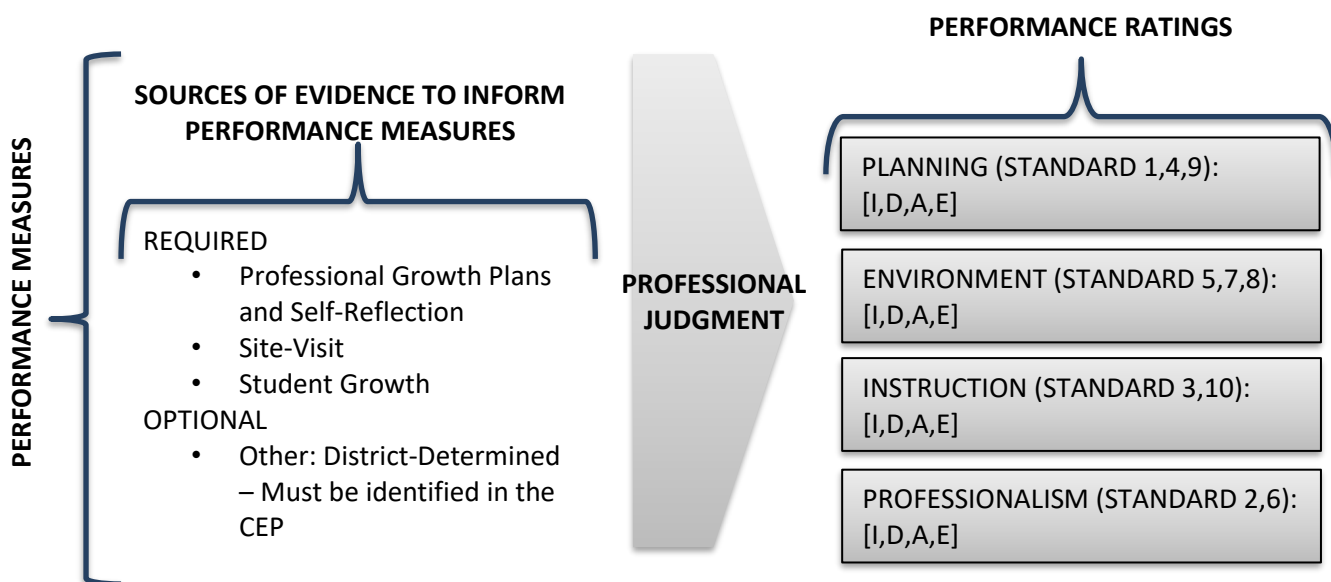 PERFORMANCE MEASURES
SOURCES OF EVIDENCE TO INFORM
PERFORMANCE MEASURES
REQUIRED
• Professional Growth Plans
and Self-Reflection
• Site-Visit
• Student Growth
OPTIONAL
• Other: District-Determined
– Must be identified in the
CEP
PROFESSIONAL
JUDGMENT
PERFORMANCE RATINGS
PLANNING (STANDARD 1,4,9):
[I,D,A,E]
ENVIRONMENT (STANDARD 5,7,8):
[I,D,A,E]
INSTRUCTION (STANDARD 3,10):
[I,D,A,E]
PROFESSIONALISM (STANDARD 2,6):
[I,D,A,E]